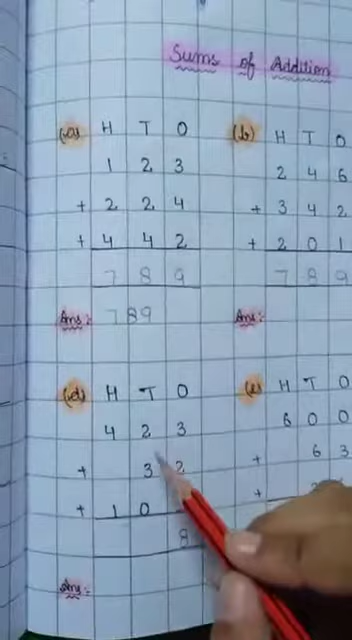 Sums of Addition
(a) H T O
1 2 3
+ 2 2 4
+ 4 4 2
7 8 9
Ans: 789
(b) H T O
2 4 6
+ 3 4 2
+ 2 0 1
7 8 9
Ans:
(d) H T O
4 2 3
+ 3 2
+ 1 0
8
Ans:
(e) H T O
6 0 0
+ 6 3
+